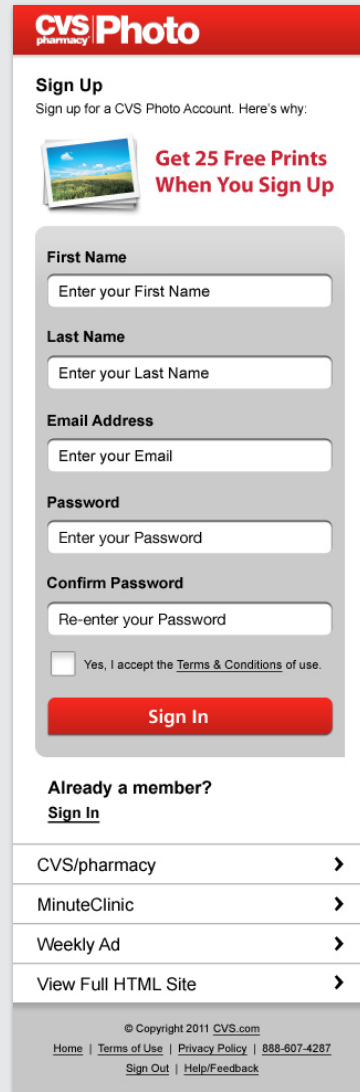 CVS pharmacy Photo
Sign Up
Sign up for a CVS Photo Account. Here's why:
Get 25 Free Prints
When You Sign Up
First Name
Enter your First Name
Last Name
Enter your Last Name
Email Address
Enter your Email
Password
Enter your Password
Confirm Password
Re-enter your Password
Yes, I accept the Terms & Conditions of use.
Sign In
Already a member?
Sign In
CVS/pharmacy
MinuteClinic
Weekly Ad
View Full HTML Site
© Copyright 2011 CVS.com
Home | Terms of Use | Privacy Policy | 888-607-4287
Sign Out | Help/Feedback